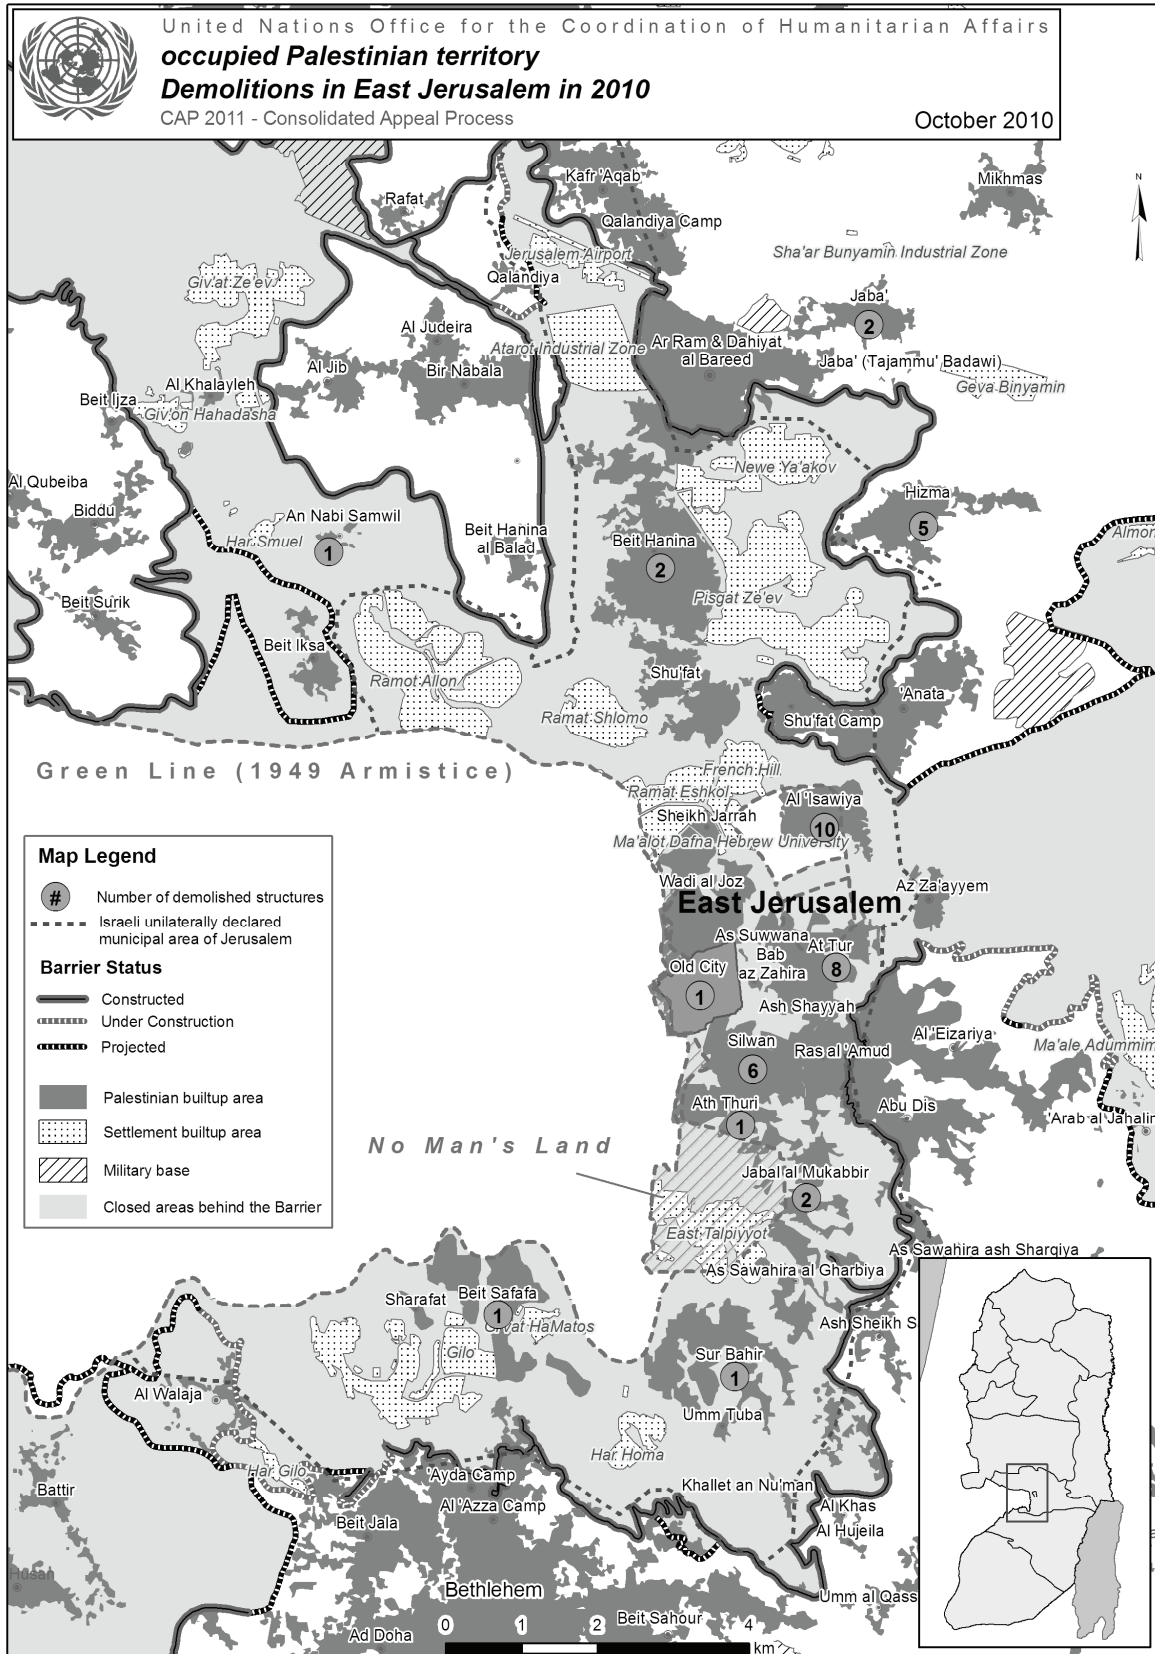 United Nations Office for the Coordination of Humanitarian Affairs
occupied Palestinian territory
Demolitions in East Jerusalem in 2010
CAP 2011 - Consolidated Appeal Process
October 2010
N
Kafr 'Aqab
Mikhmas
Rafat
Qalandiya Camp
Jerusalem Airport
Sha'ar Bunyamin Industrial Zone
Qalandiya
Giv'at Ze'ev
Jaba'
2
Al Judeira
Atarot Industrial Zone
Ar Ram & Dahiyat
al Bareed
Jaba' (Tajammu' Badawi)
Al Jib
Bir Nabala
Al Khalayleh
Geva Binyamin
Beit Ijza
Giv'on Hahadasha
Newe Ya'akov
Al Qubeiba
Hizma
5
Biddu
An Nabi Samwil
1
Har Smuel
Beit Hanina
al Balad
Beit Hanina
2
Almon
Pisgat Ze'ev
Beit Surik
Beit Iksa
Ramot Allon
Shu'fat
'Anata
Ramat Shlomo
Shu'fat Camp
Green Line (1949 Armistice)
French Hill
Ramat Eshkol
Al 'Isawiya
10
Sheikh Jarrah
Ma'alot Dafna
Hebrew University
Wadi al Joz
Az Za'ayyem
East Jerusalem
As Suwwana
At Tur
8
Bab
az Zahira
Old City
1
Ash Shayyah
Al 'Eizariya
Silwan
6
Ras al 'Amud
Ma'ale Adummim
Ath Thuri
1
Abu Dis
'Arab al Jahalin
No Man's Land
Jabal al Mukabbir
2
East Talpiyyot
As Sawahira ash Sharqiya
As Sawahira al Gharbiya
Sharafat
Beit Safafa
1
vat HaMatos
Ash Sheikh S
Gilo
Sur Bahir
1
Al Walaja
Umm Tuba
Har Homa
Har Gilo
'Ayda Camp
Khallet an Nu'man
Battir
Al 'Azza Camp
Al Khas
Beit Jala
Al Hujeila
Husan
Bethlehem
Umm al Qass
Beit Sahour
Ad Doha
0 1 2 4
km
Map Legend
# Number of demolished structures
Israeli unilaterally declared
municipal area of Jerusalem
Barrier Status
Constructed
Under Construction
Projected
Palestinian builtup area
Settlement builtup area
Military base
Closed areas behind the Barrier